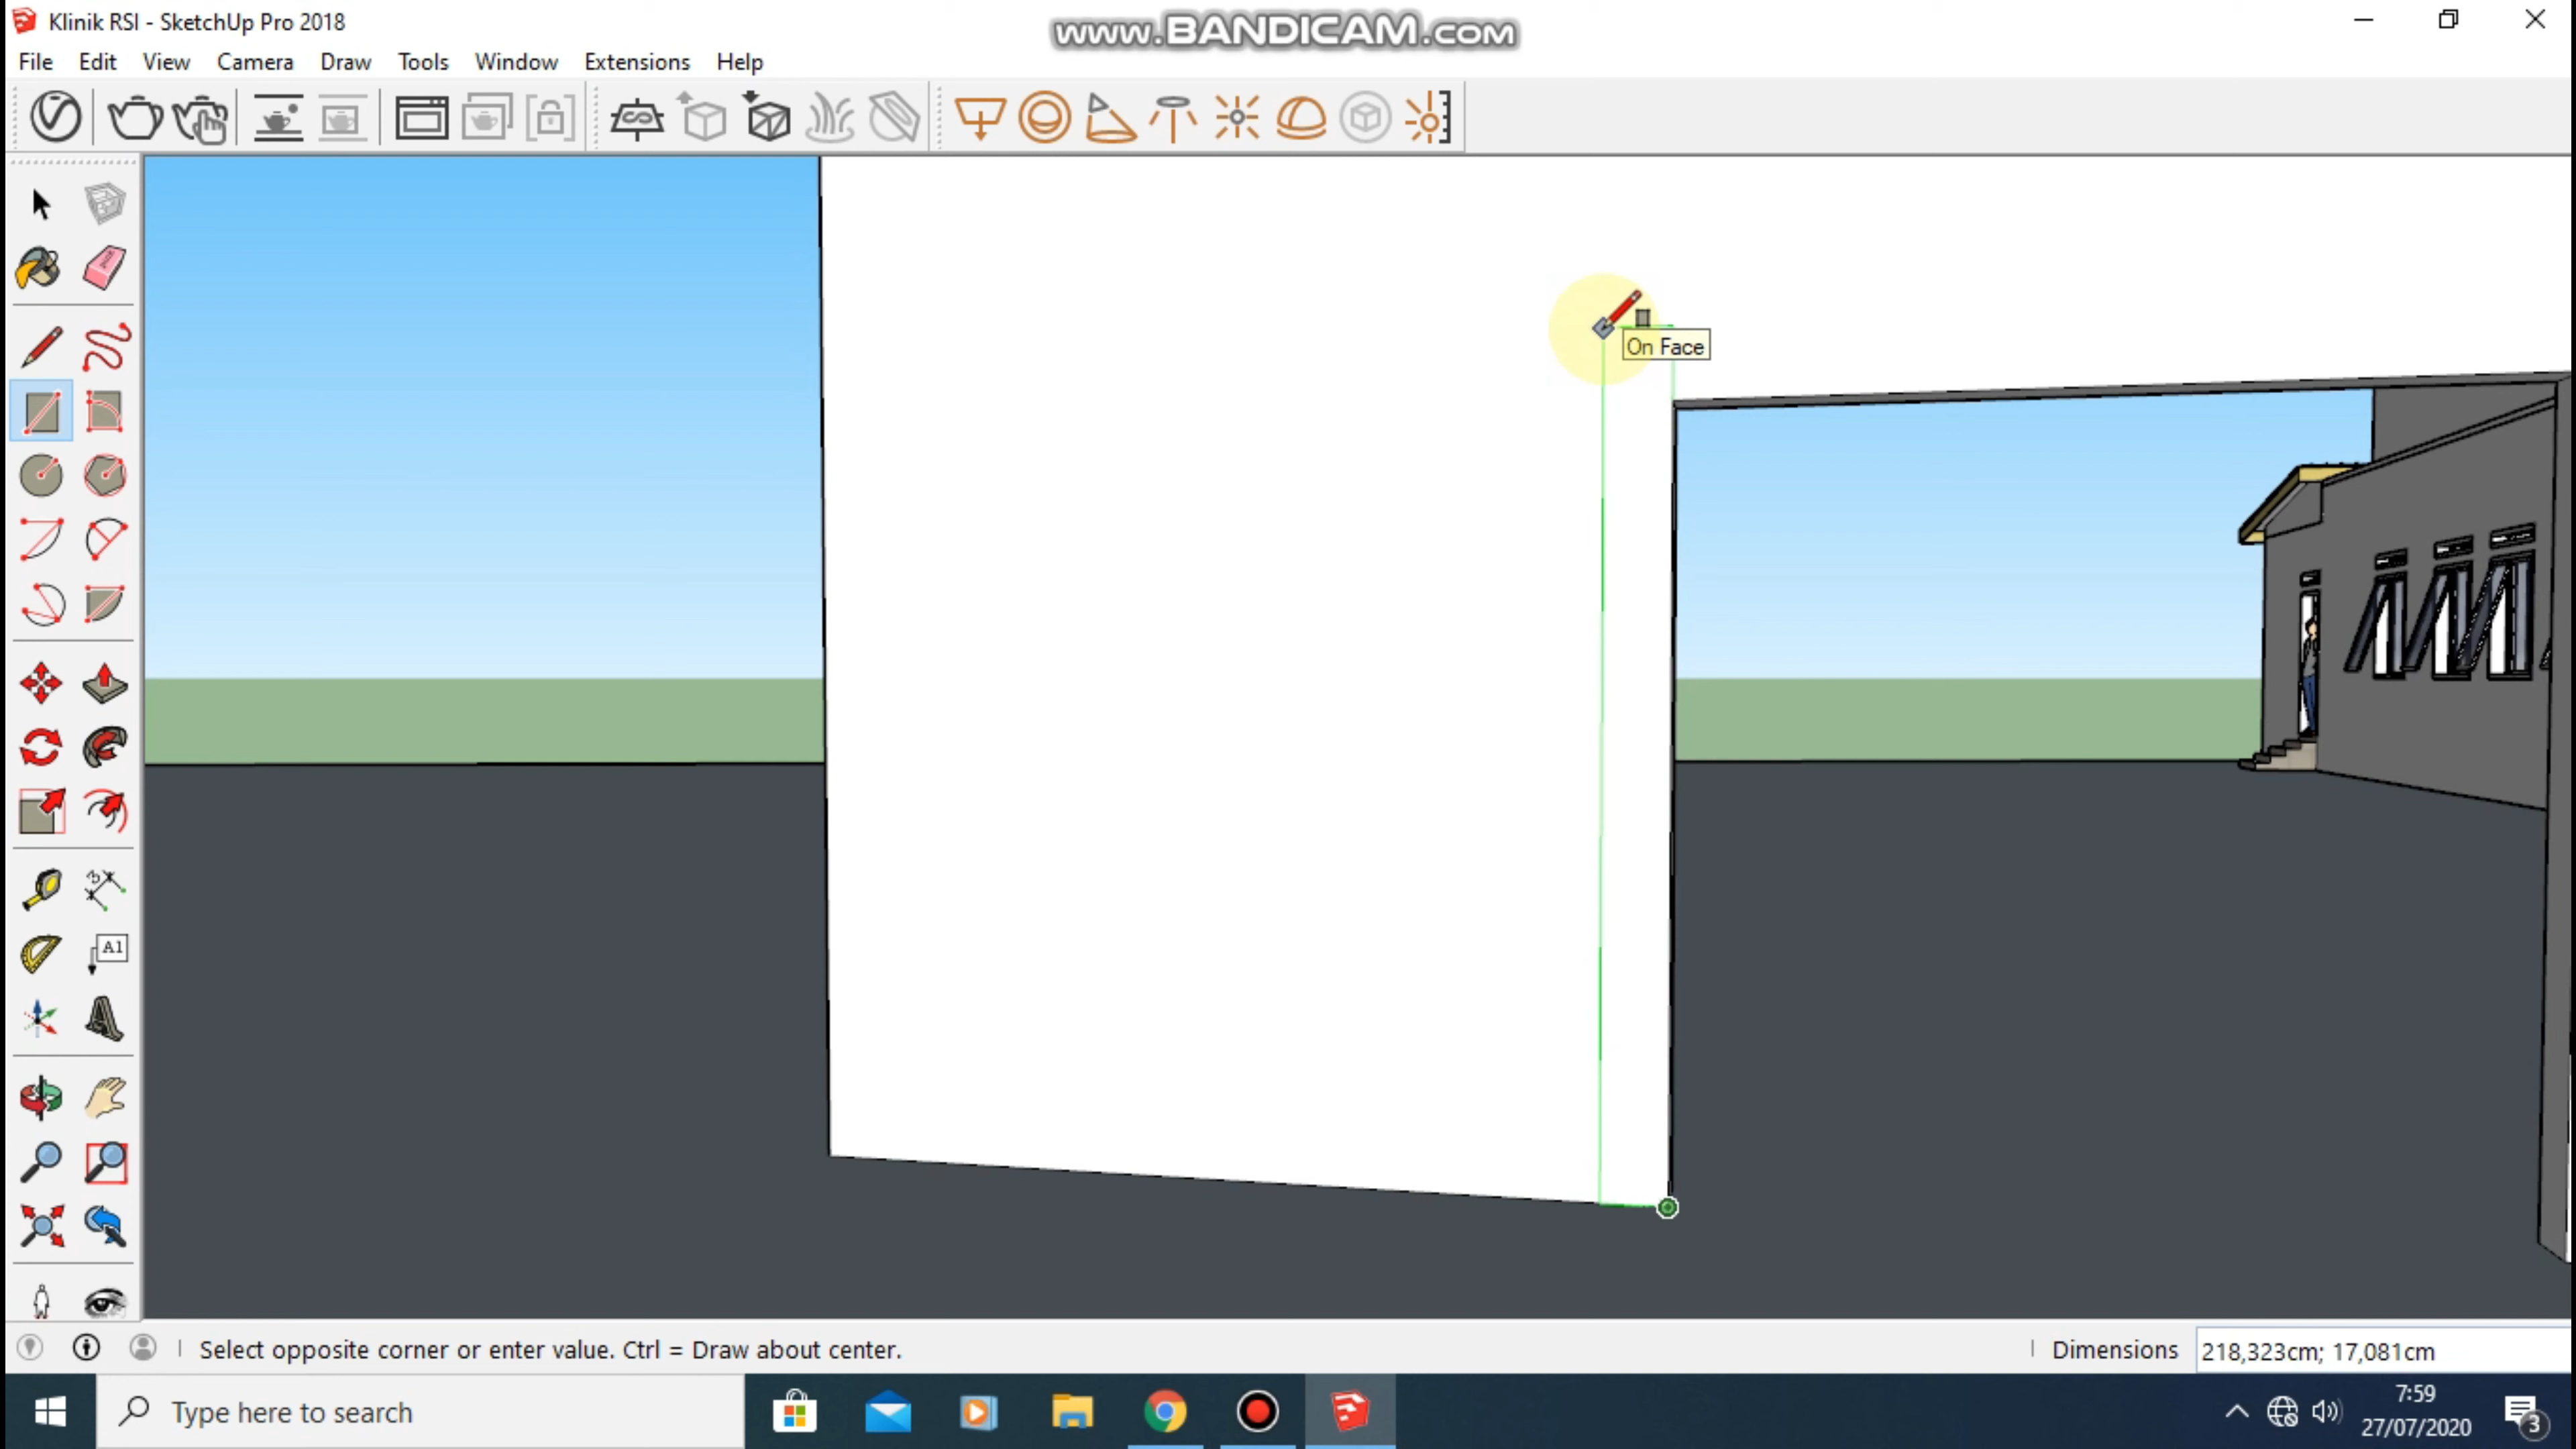 Klinik RSI - SketchUp Pro 2018
www.BANDICAM.com
File Edit View Camera Draw Tools Window Extensions Help
On Face
A1
Select opposite corner or enter value. Ctrl = Draw about center.
Dimensions 218,323cm; 17,081cm
Type here to search
7:59
27/07/2020
3